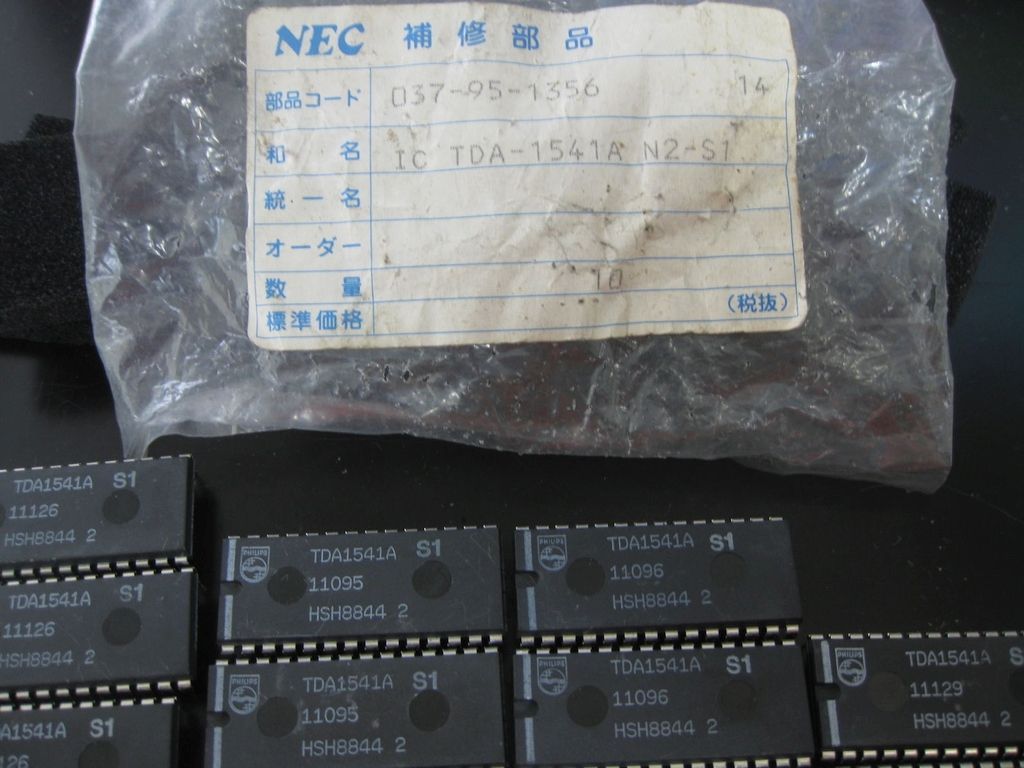 NEC 補修部品
部品コード 037-95-1356 14
和名 IC TDA-1541A N2-S1
統一名
オーダー
数量 10
標準価格 (税抜)
TDA1541A S1
11126
HSH8844 2
TDA1541A S1
11126
HSH8844 2
A1541A S1
126
PHILIPS TDA1541A S1
11095
HSH8844 2
PHILIPS TDA1541A S1
11095
HSH8844 2
PHILIPS TDA1541A S1
11096
HSH8844 2
PHILIPS TDA1541A S1
11096
HSH8844 2
PHILIPS TDA1541A S
11129
HSH8844 2